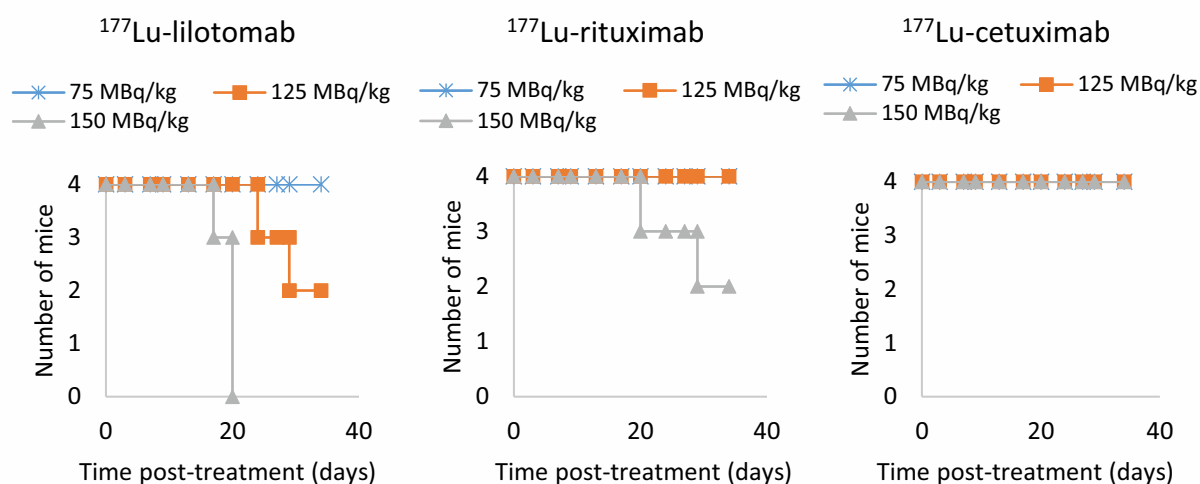 177Lu-lilotomab
75 MBq/kg 125 MBq/kg
150 MBq/kg
Number of mice
4
3
2
1
0
0 20 40
Time post-treatment (days)
177Lu-rituximab
75 MBq/kg 125 MBq/kg
150 MBq/kg
Number of mice
4
3
2
1
0
0 20 40
Time post-treatment (days)
177Lu-cetuximab
75 MBq/kg 125 MBq/kg
150 MBq/kg
Number of mice
4
3
2
1
0
0 20 40
Time post-treatment (days)